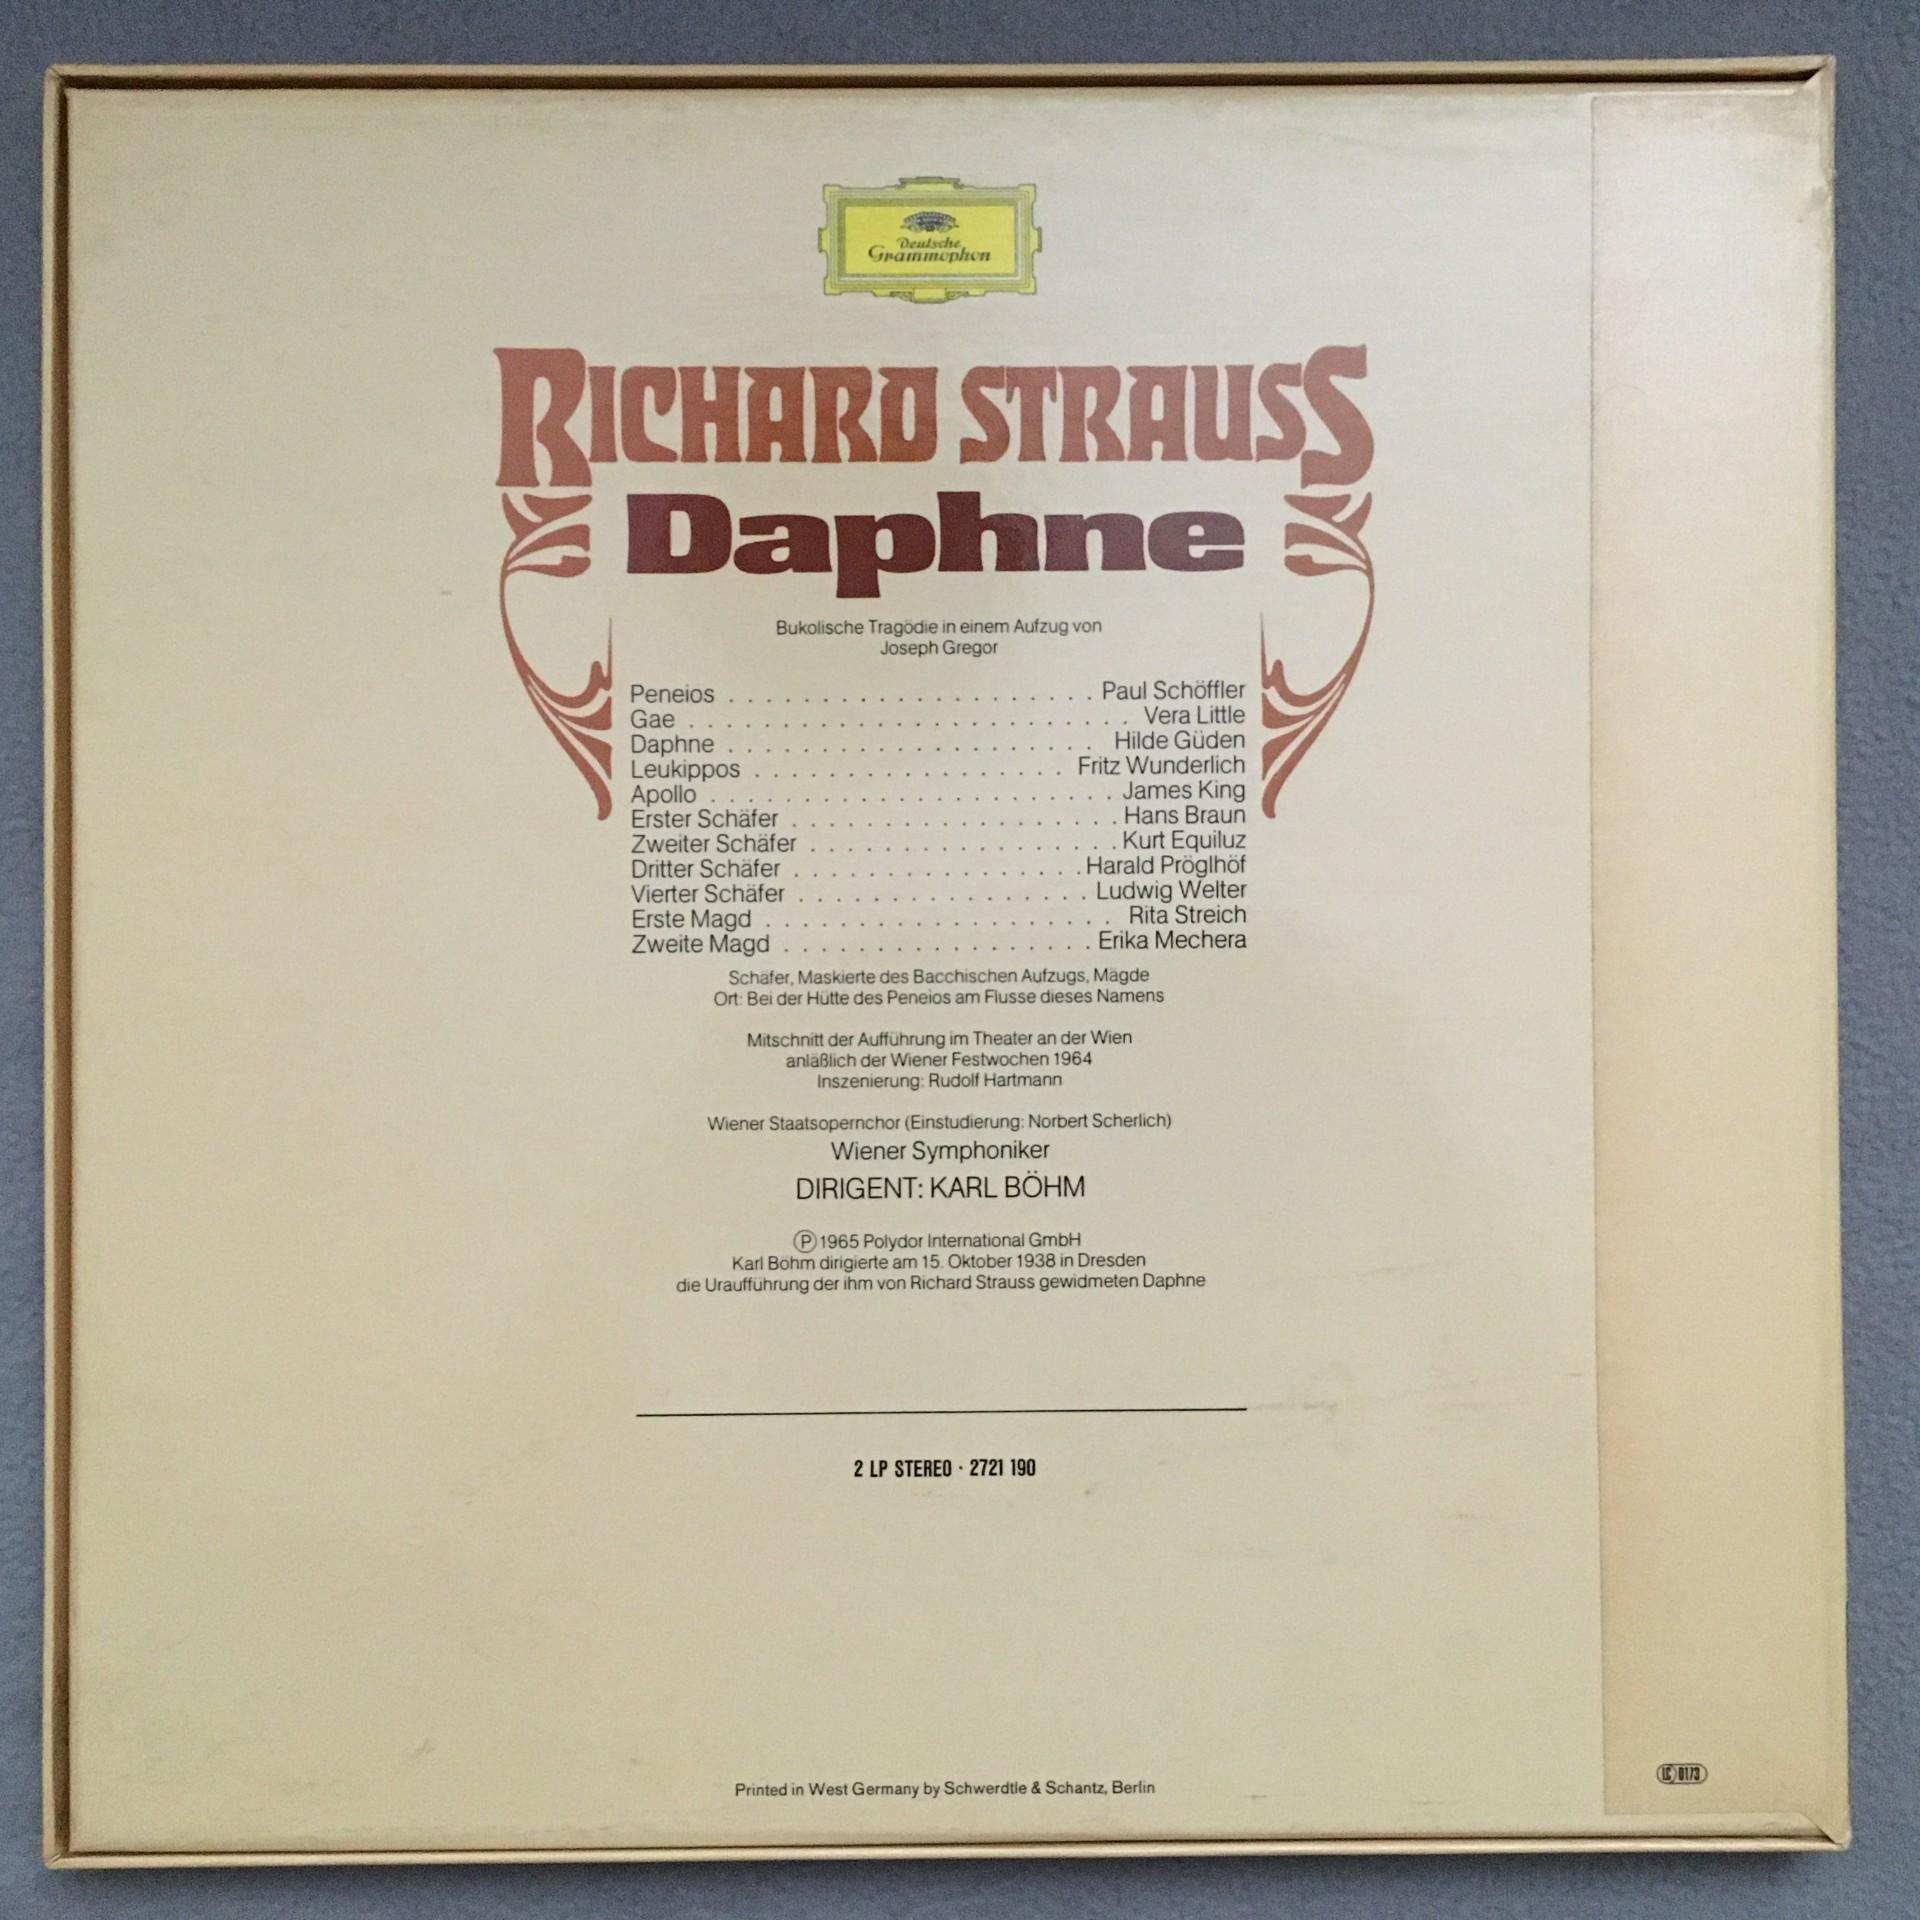 Deutsche
Grammophon
RICHARD STRAUSS
Daphne
Bukolische Tragödie in einem Aufzug von
Joseph Gregor
Peneios . . . . . . . . . . . . . . . . . . . . Paul Schöffler
Gae . . . . . . . . . . . . . . . . . . . . . . . . Vera Little
Daphne . . . . . . . . . . . . . . . . . . . . Hilde Güden
Leukippos . . . . . . . . . . . . . . . . . Fritz Wunderlich
Apollo . . . . . . . . . . . . . . . . . . . . . . James King
Erster Schäfer . . . . . . . . . . . . . . . . . . Hans Braun
Zweiter Schäfer . . . . . . . . . . . . . . . . . Kurt Equiluz
Dritter Schäfer . . . . . . . . . . . . . . . . Harald Pröglhöf
Vierter Schäfer . . . . . . . . . . . . . . . . Ludwig Welter
Erste Magd . . . . . . . . . . . . . . . . . . . Rita Streich
Zweite Magd . . . . . . . . . . . . . . . . . Erika Mechera
Schäfer, Maskierte des Bacchischen Aufzugs, Mägde
Ort: Bei der Hütte des Peneios am Flusse dieses Namens
Mitschnitt der Aufführung im Theater an der Wien
anläßlich der Wiener Festwochen 1964
Inszenierung: Rudolf Hartmann
Wiener Staatsopernchor (Einstudierung: Norbert Scherlich)
Wiener Symphoniker
DIRIGENT: KARL BÖHM
Ⓟ 1965 Polydor International GmbH
Karl Böhm dirigierte am 15. Oktober 1938 in Dresden
die Uraufführung der ihm von Richard Strauss gewidmeten Daphne
2 LP STEREO · 2721 190
Printed in West Germany by Schwerdtle & Schantz, Berlin
LC 0173